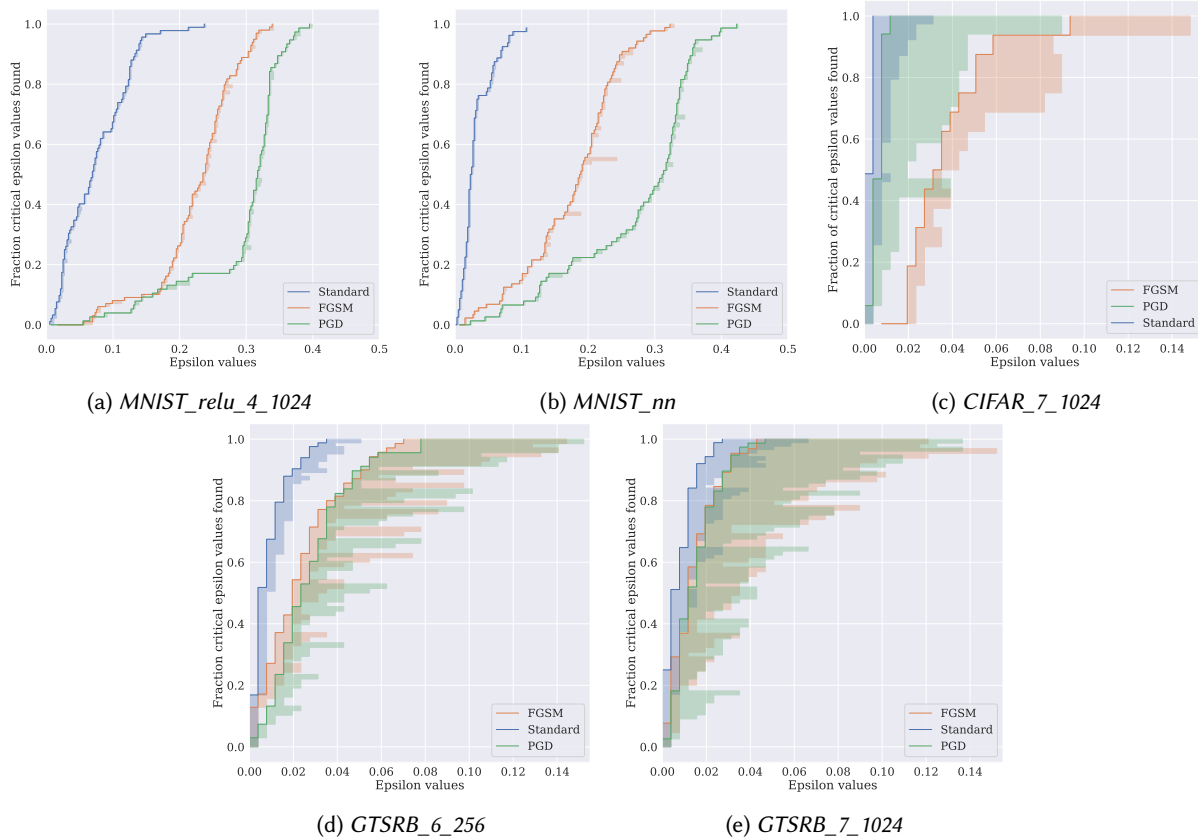 1.0
0.8
0.6
0.4
0.2
0.0
Fraction critical epsilon values found
0.0 0.1 0.2 0.3 0.4 0.5
Epsilon values
Standard
FGSM
PGD
(a) MNIST_relu_4_1024
1.0
0.8
0.6
0.4
0.2
0.0
Fraction critical epsilon values found
0.0 0.1 0.2 0.3 0.4 0.5
Epsilon values
Standard
FGSM
PGD
(b) MNIST_nn
1.0
0.8
0.6
0.4
0.2
0.0
Fraction of critical epsilon values found
0.00 0.02 0.04 0.06 0.08 0.10 0.12 0.14
Epsilon values
FGSM
PGD
Standard
(c) CIFAR_7_1024
1.0
0.8
0.6
0.4
0.2
0.0
Fraction critical epsilon values found
0.00 0.02 0.04 0.06 0.08 0.10 0.12 0.14
Epsilon values
FGSM
Standard
PGD
(d) GTSRB_6_256
1.0
0.8
0.6
0.4
0.2
0.0
Fraction critical epsilon values found
0.00 0.02 0.04 0.06 0.08 0.10 0.12 0.14
Epsilon values
FGSM
Standard
PGD
(e) GTSRB_7_1024